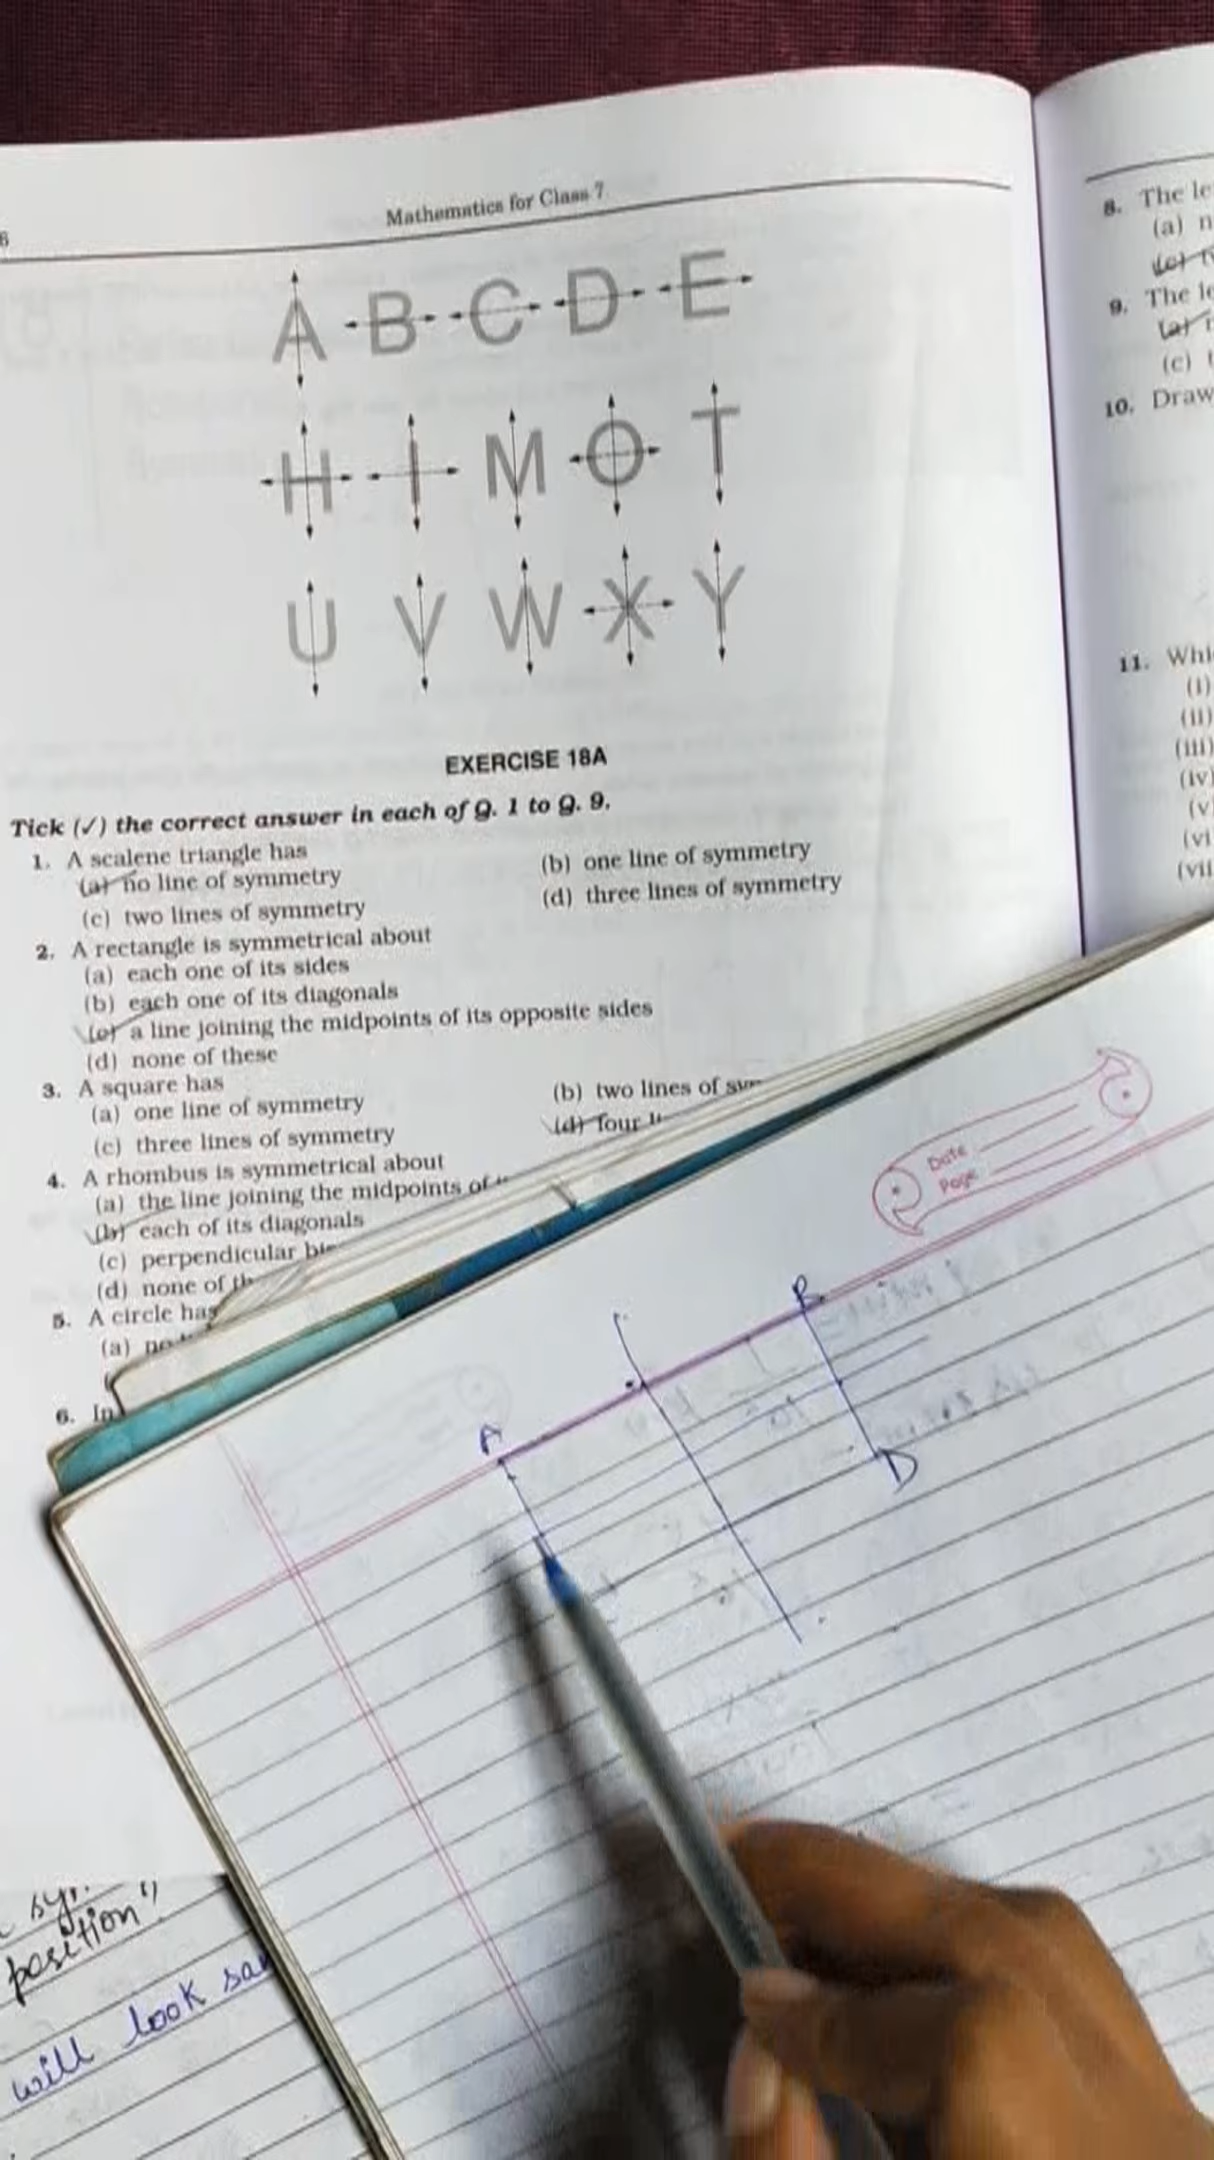 Mathematics for Class 7
A B C D E
H I M O T
U V W X Y
EXERCISE 18A
Tick (✓) the correct answer in each of Q. 1 to Q. 9.
1. A scalene triangle has
(a) no line of symmetry (b) one line of symmetry
(c) two lines of symmetry (d) three lines of symmetry
2. A rectangle is symmetrical about
(a) each one of its sides
(b) each one of its diagonals
(c) a line joining the midpoints of its opposite sides
(d) none of these
3. A square has
(a) one line of symmetry (b) two lines of
(c) three lines of symmetry (d) four
4. A rhombus is symmetrical about
(a) the line joining the midpoints of
(b) each of its diagonals
(c) perpendicular
(d) none of
5. A circle has
(a)
6. In
8. The
(a)
(c)
9. The
(a)
(c)
10. Draw
11.
(i)
(ii)
(iii)
(iv)
(v)
(vi)
(vii)
Date
Page
A B
D
position"
will look